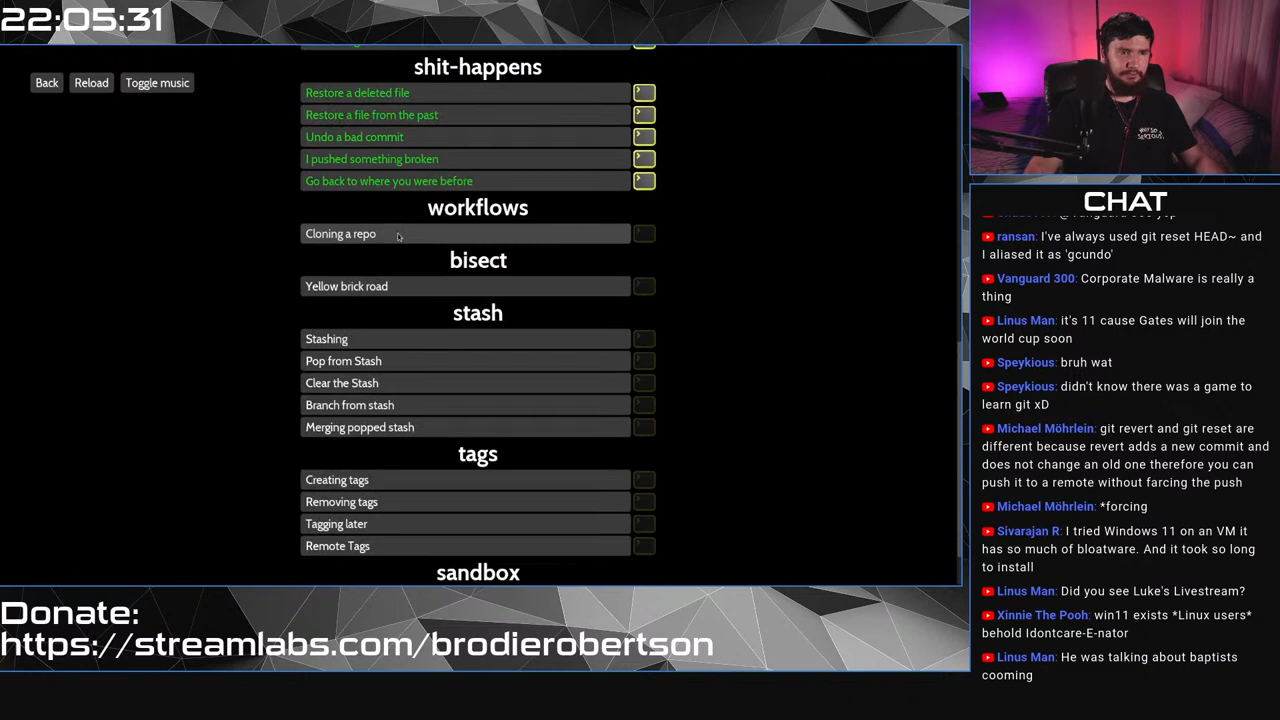 22:05:31
Back
Reload
Toggle music
shit-happens
Restore a deleted file
Restore a file from the past
Undo a bad commit
I pushed something broken
Go back to where you were before
workflows
Cloning a repo
bisect
Yellow brick road
stash
Stashing
Pop from Stash
Clear the Stash
Branch from stash
Merging popped stash
tags
Creating tags
Removing tags
Tagging later
Remote Tags
sandbox
CHAT
ransan: I've always used git reset HEAD~ and
I aliased it as 'gcundo'
Vanguard 300: Corporate Malware is really a
thing
Linus Man: it's 11 cause Gates will join the
world cup soon
Speykious: bruh wat
Speykious: didn't know there was a game to
learn git xD
Michael Möhrlein: git revert and git reset are
different because revert adds a new commit and
does not change an old one therefore you can
push it to a remote without farcing the push
Michael Möhrlein: *forcing
Sivarajan R: I tried Windows 11 on an VM it
has so much of bloatware. And it took so long
to install
Linus Man: Did you see Luke's Livestream?
Xinnie The Pooh: win11 exists *Linux users*
behold Idontcare-E-nator
Linus Man: He was talking about baptists
cooming
Donate:
https://streamlabs.com/brodierobertson